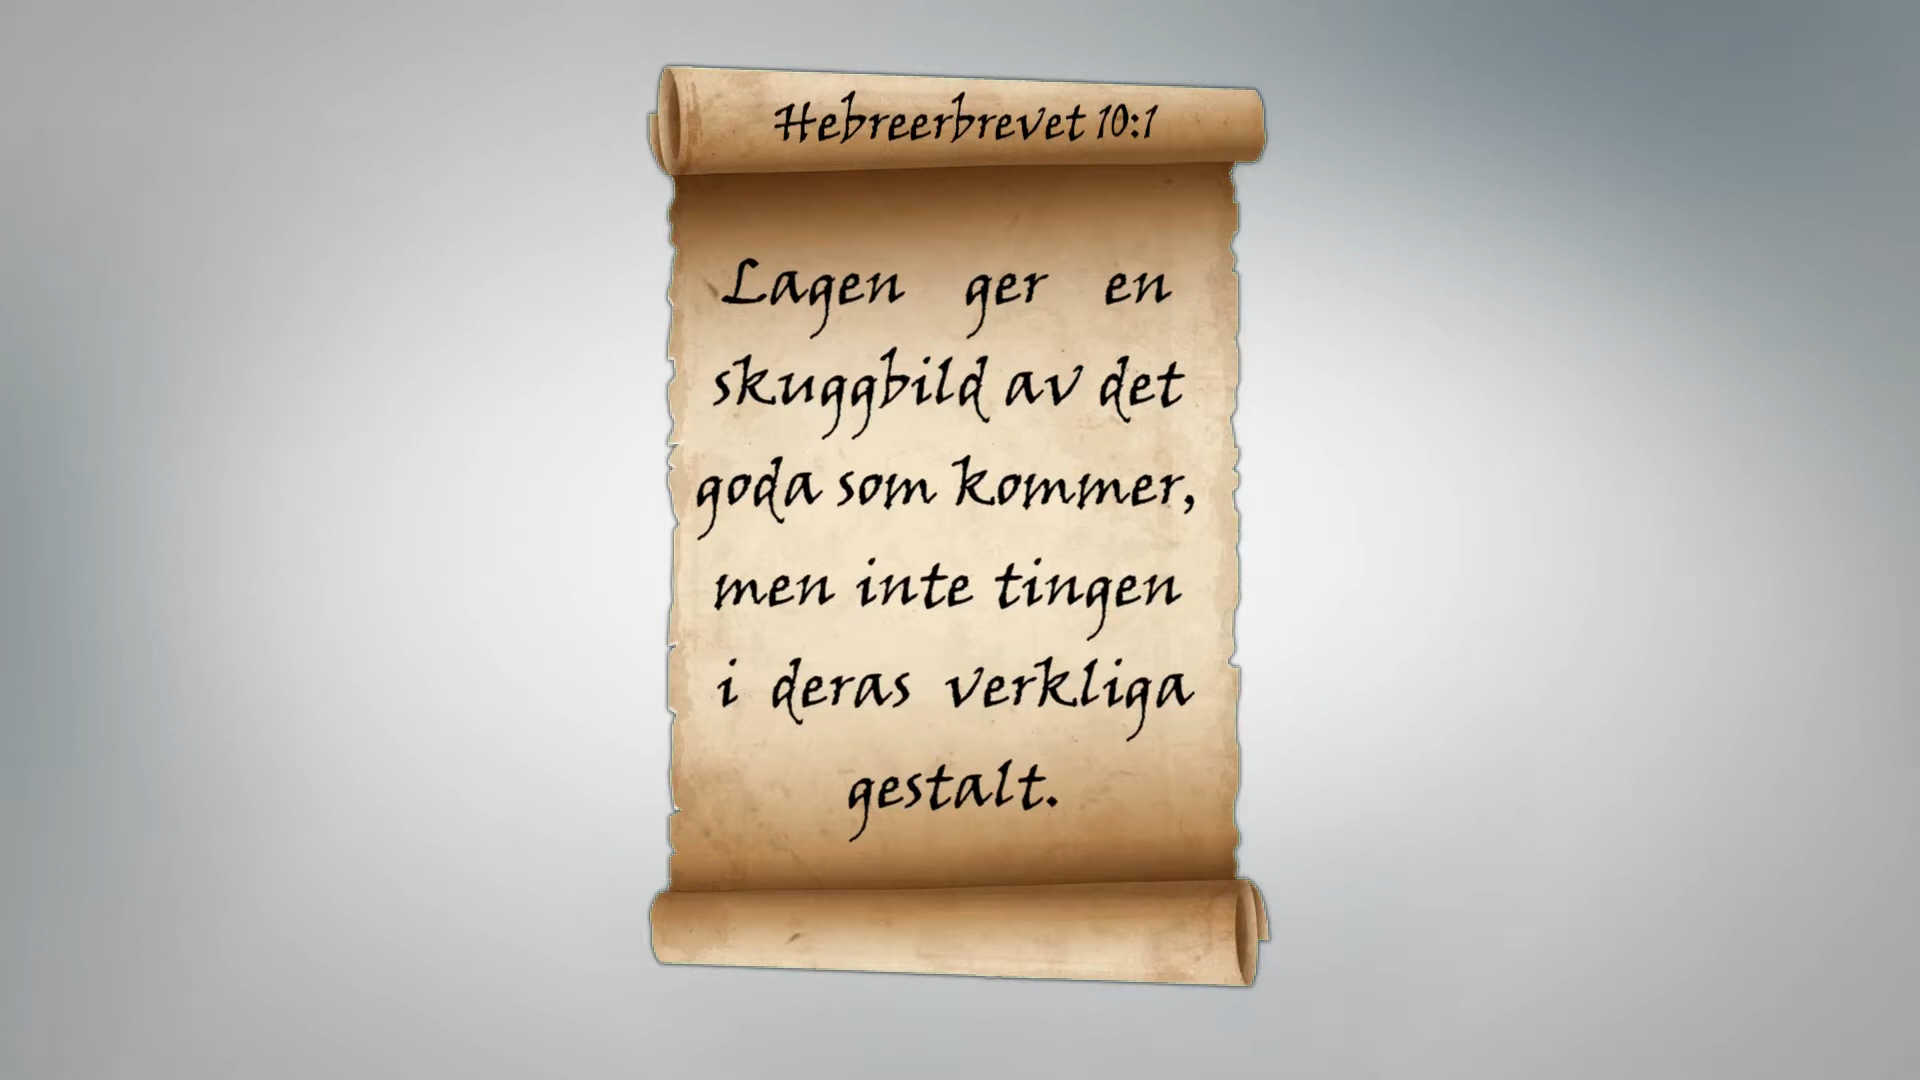 Hebreerbrevet 10:1
Lagen ger en
skuggbild av det
goda som kommer,
men inte tingen
i deras verkliga
gestalt.